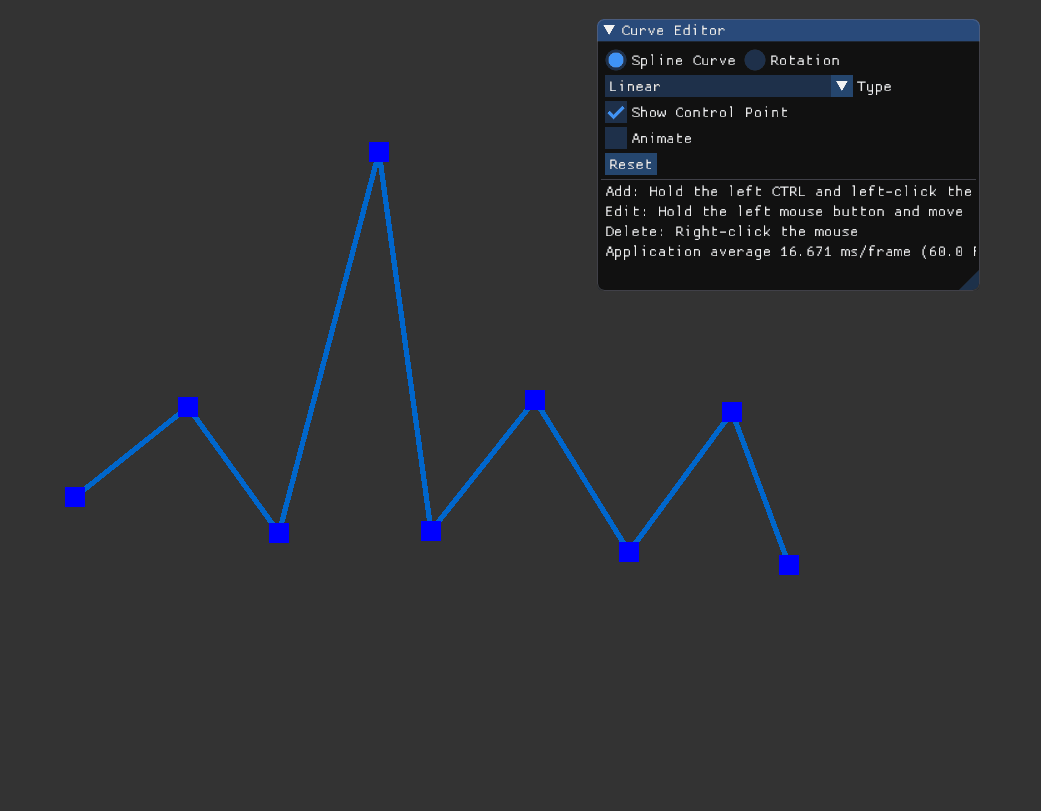 Curve Editor
Spline Curve Rotation
Linear Type
Show Control Point
Animate
Reset
Add: Hold the left CTRL and left-click the
Edit: Hold the left mouse button and move
Delete: Right-click the mouse
Application average 16.671 ms/frame (60.0